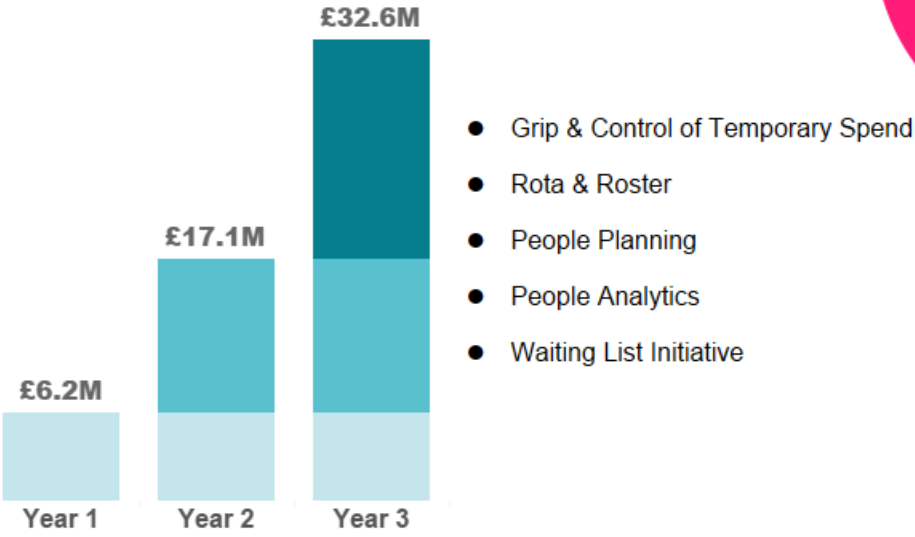 £32.6M
£17.1M
£6.2M
Year 1
Year 2
Year 3
● Grip & Control of Temporary Spend
● Rota & Roster
● People Planning
● People Analytics
● Waiting List Initiative